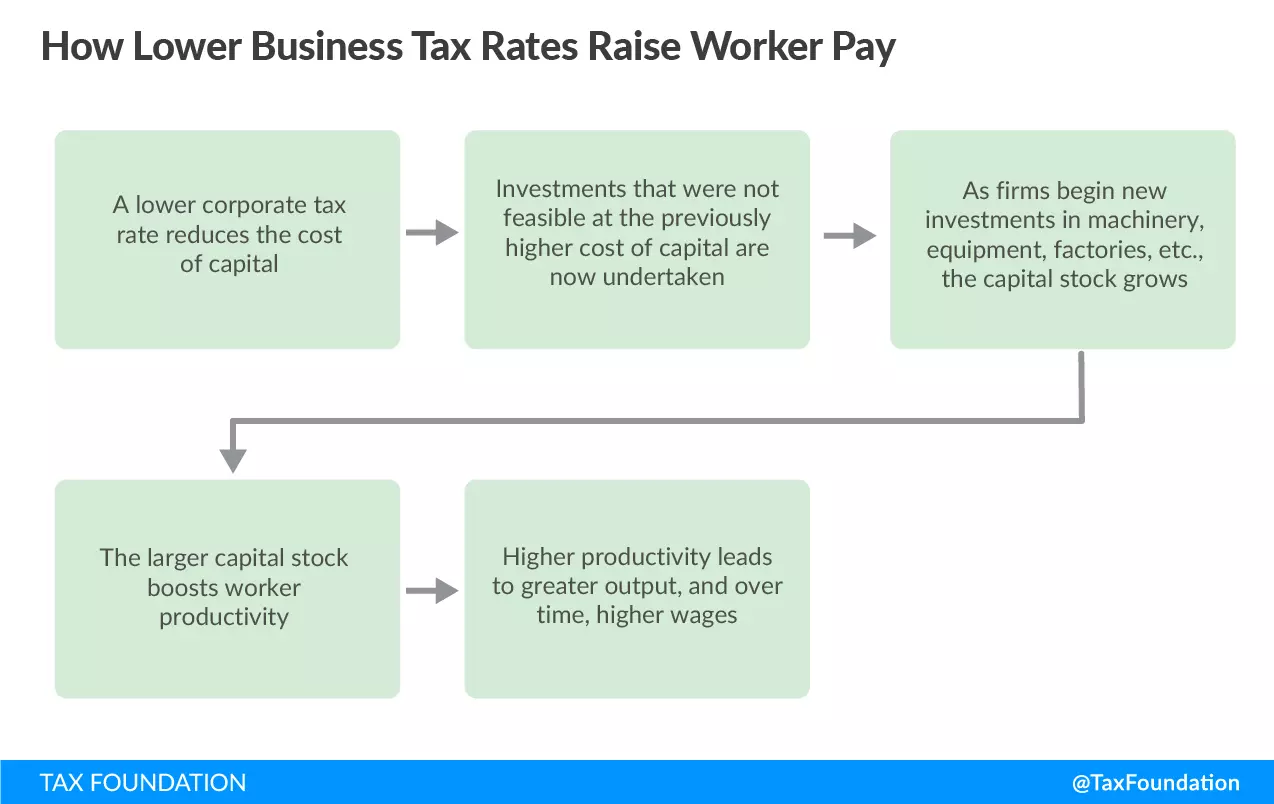 How Lower Business Tax Rates Raise Worker Pay
A lower corporate tax
rate reduces the cost
of capital
Investments that were not
feasible at the previously
higher cost of capital are
now undertaken
As firms begin new
investments in machinery,
equipment, factories, etc.,
the capital stock grows
The larger capital stock
boosts worker
productivity
Higher productivity leads
to greater output, and over
time, higher wages
TAX FOUNDATION
@TaxFoundation